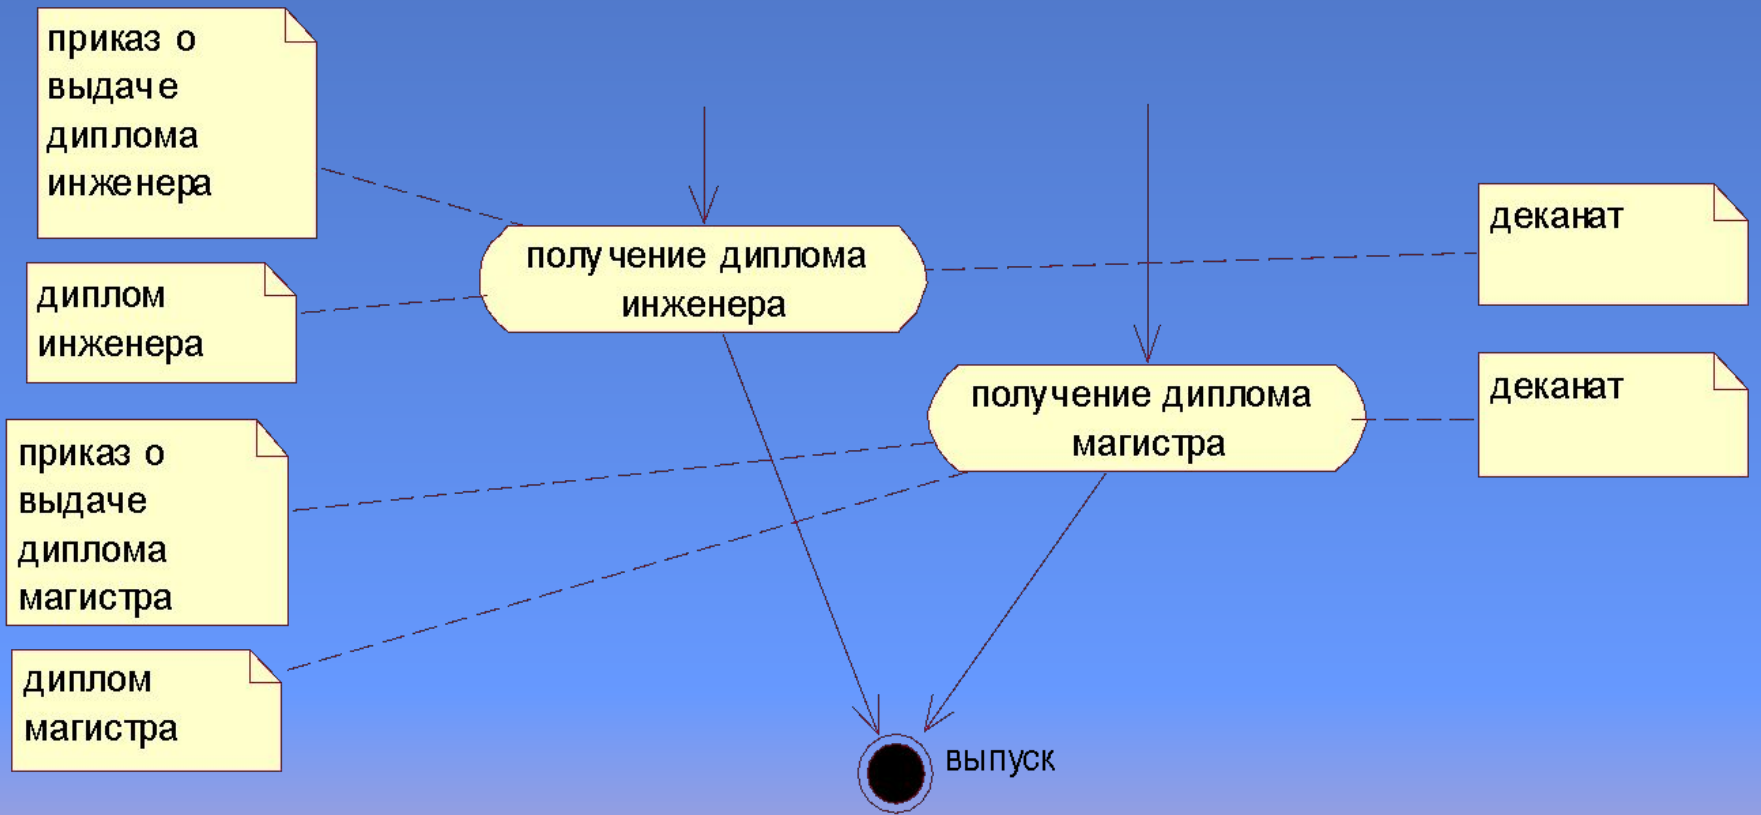 приказ о
выдаче
диплома
инженера
получение диплома
инженера
деканат
диплом
инженера
получение диплома
магистра
деканат
приказ о
выдаче
диплома
магистра
диплом
магистра
выпуск